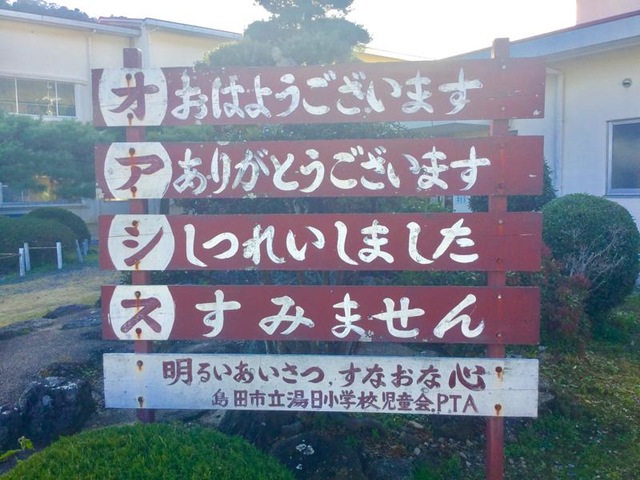 オ おはようございます
ア ありがとうございます
シ しつれいしました
ス すみません
明るいあいさつ、すなおな心
島田市立湯日小学校児童会、PTA